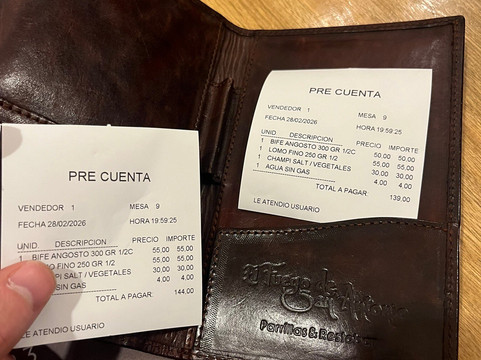 PRE CUENTA
VENDEDOR 1 MESA 9
FECHA 28/02/2026 HORA 19:59:25
UNID. DESCRIPCION PRECIO IMPORTE
BIFE ANGOSTO 300 GR 1/2C 55,00 55,00
FINO 250 GR 1/2 55,00 55,00
SALT / VEGETALES 30,00 30,00
SIN GAS 4,00 4,00
TOTAL A PAGAR: 144,00
LE ATENDIO USUARIO
PRE CUENTA
VENDEDOR 1 MESA 9
FECHA 28/02/2026 HORA 19:59:25
UNID. DESCRIPCION PRECIO IMPORTE
1 BIFE ANGOSTO 300 GR 1/2C 50,00 50,00
1 LOMO FINO 250 GR 1/2 55,00 55,00
1 CHAMPI SALT / VEGETALES 30,00 30,00
1 AGUA SIN GAS 4,00 4,00
TOTAL A PAGAR: 139,00
LE ATENDIO USUARIO
El Fuego de
Parrillas &